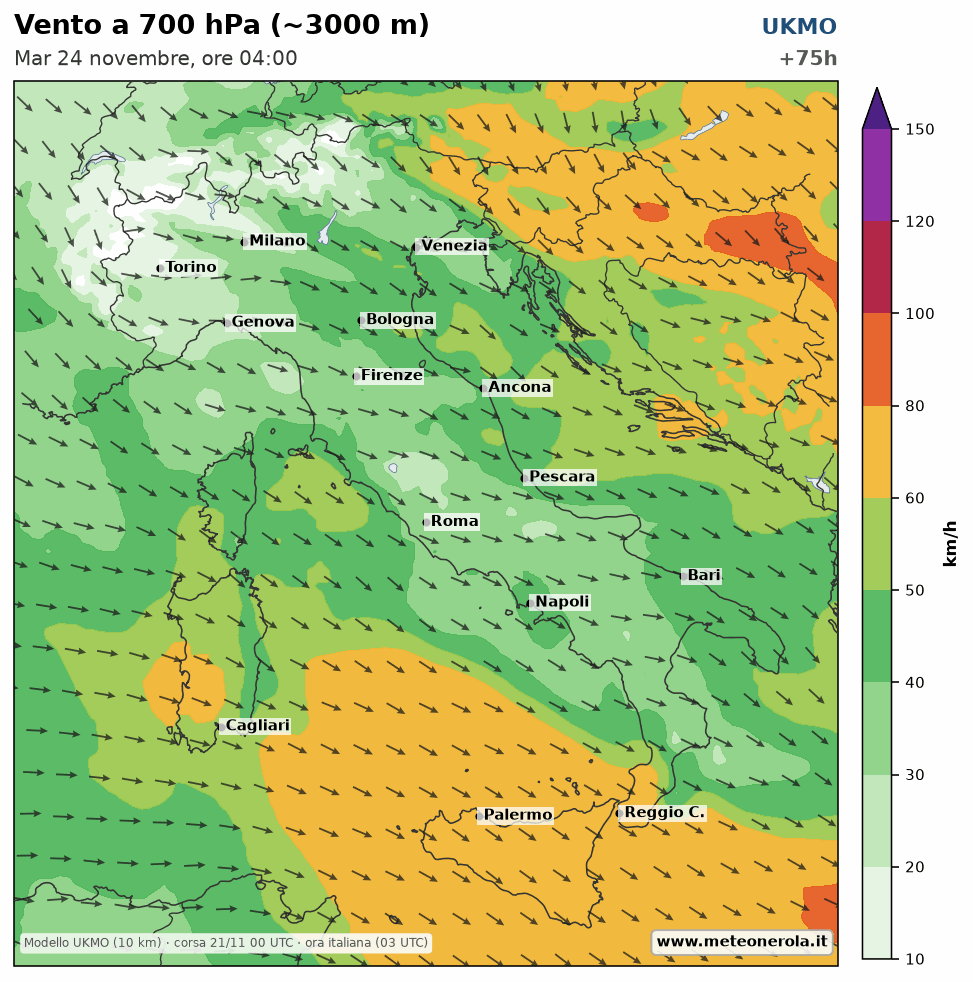 Vento a 700 hPa (~3000 m)
UKMO
Mar 24 novembre, ore 04:00
+75h
150
120
Venezia
Milano
Torino
Bologna
Genova
100
Firenze
Ancona
80
Pescara
60
Roma
km/h
Bari
50
Napoli
40
Cagliari
30
Palermo
Reggio C.
20
Modello UKMO (10 km) · corsa 21/11 00 UTC · ora italiana (03 UTC)
www.meteonerola.it
10